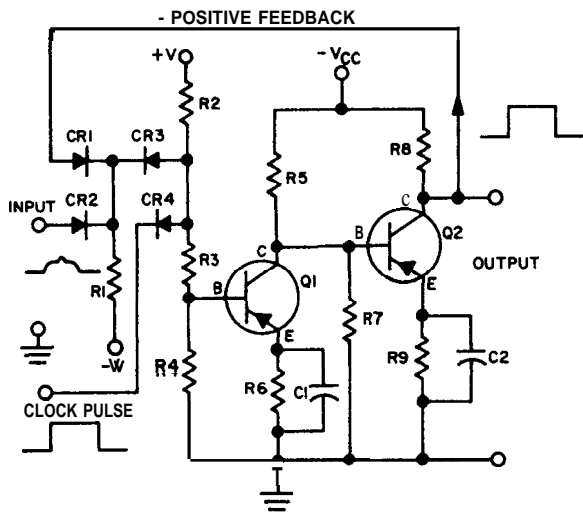 - POSITIVE FEEDBACK
+V
- VCC
R2
CR1
CR3
R8
R5
INPUT
CR2
CR4
C
C
B
Q2
R3
C
OUTPUT
R1
B
Q1
E
R7
-W
E
R4
R9
C2
R6
C1
CLOCK PULSE